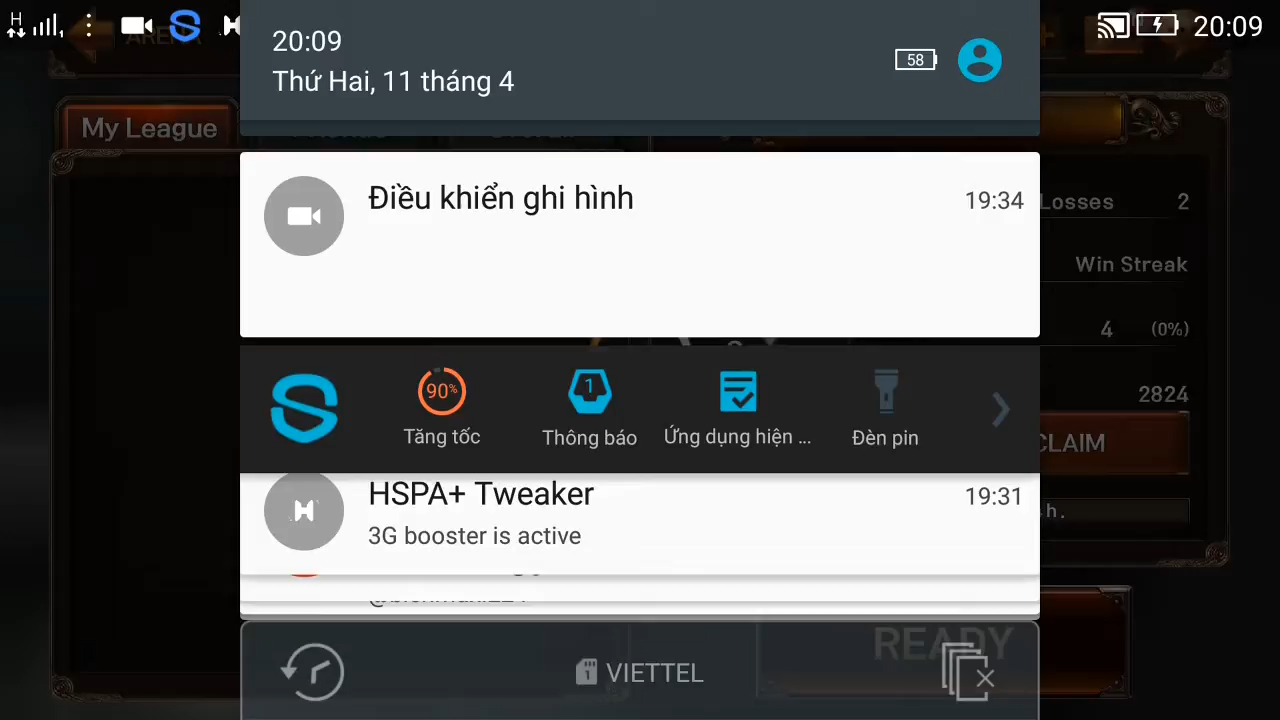 H
20:09
20:09
58
Thứ Hai, 11 tháng 4
My League
Điều khiển ghi hình
19:34
Losses 2
Win Streak
4 (0%)
90%
1
2824
Tăng tốc
Thông báo
Ứng dụng hiện ...
Đèn pin
CLAIM
HSPA+ Tweaker
19:31
3G booster is active
h.
READY
1
VIETTEL